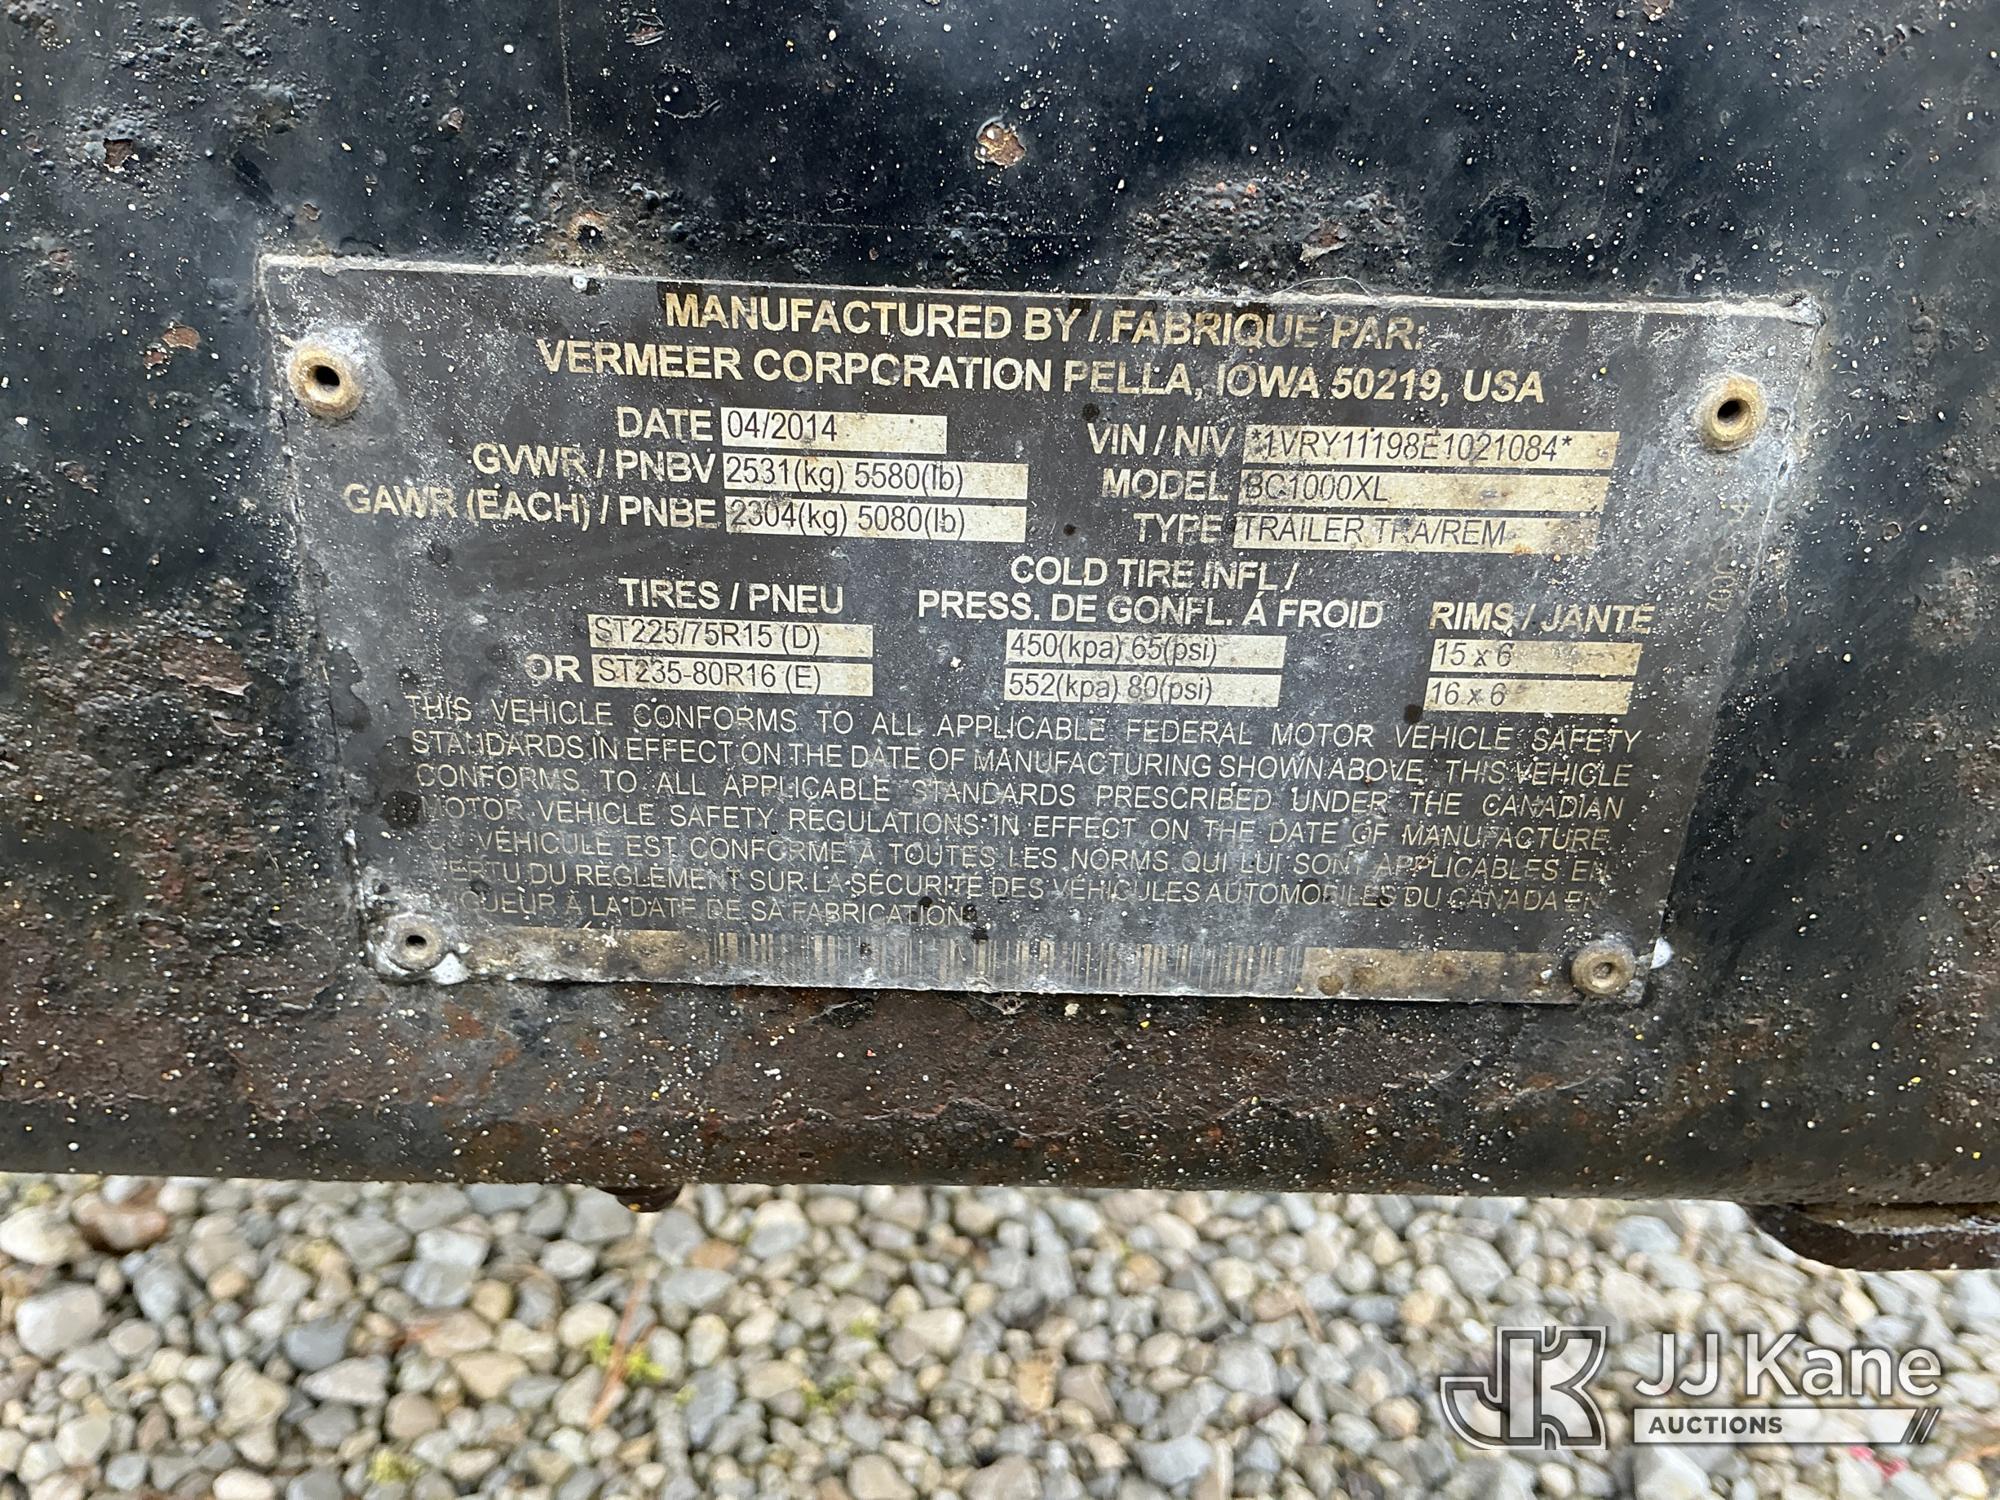 MANUFACTURED BY / FABRIQUE PAR:
VERMEER CORPORATION PELLA, IOWA 50219, USA
DATE 04/2014 VIN / NIV *1VRY11198E1021084*
GVWR / PNBV 2531(kg) 5580(lb) MODEL BC1000XL
GAWR (EACH) / PNBE 2304(kg) 5080(lb) TYPE TRAILER TRA/REM
COLD TIRE INFL /
TIRES / PNEU PRESS. DE GONFL. Á FROID RIMS / JANTE
ST225/75R15 (D) 450(kpa) 65(psi) 15 x 6
OR ST235-80R16 (E) 552(kpa) 80(psi) 16 x 6
THIS VEHICLE CONFORMS TO ALL APPLICABLE FEDERAL MOTOR VEHICLE SAFETY
STANDARDS IN EFFECT ON THE DATE OF MANUFACTURING SHOWN ABOVE. THIS VEHICLE
CONFORMS TO ALL APPLICABLE STANDARDS PRESCRIBED UNDER THE CANADIAN
MOTOR VEHICLE SAFETY REGULATIONS IN EFFECT ON THE DATE OF MANUFACTURE.
VÉHICULE EST CONFORME À TOUTES LES NORMS QUI LUI SONT APPLICABLES EN
VERTU DU RÉGLEMENT SUR LA SÉCURITÉ DES VÉHICULES AUTOMOBILES DU CANADA EN
VIGUEUR À LA DATE DE SA FABRICATION.
JJ Kane
AUCTIONS